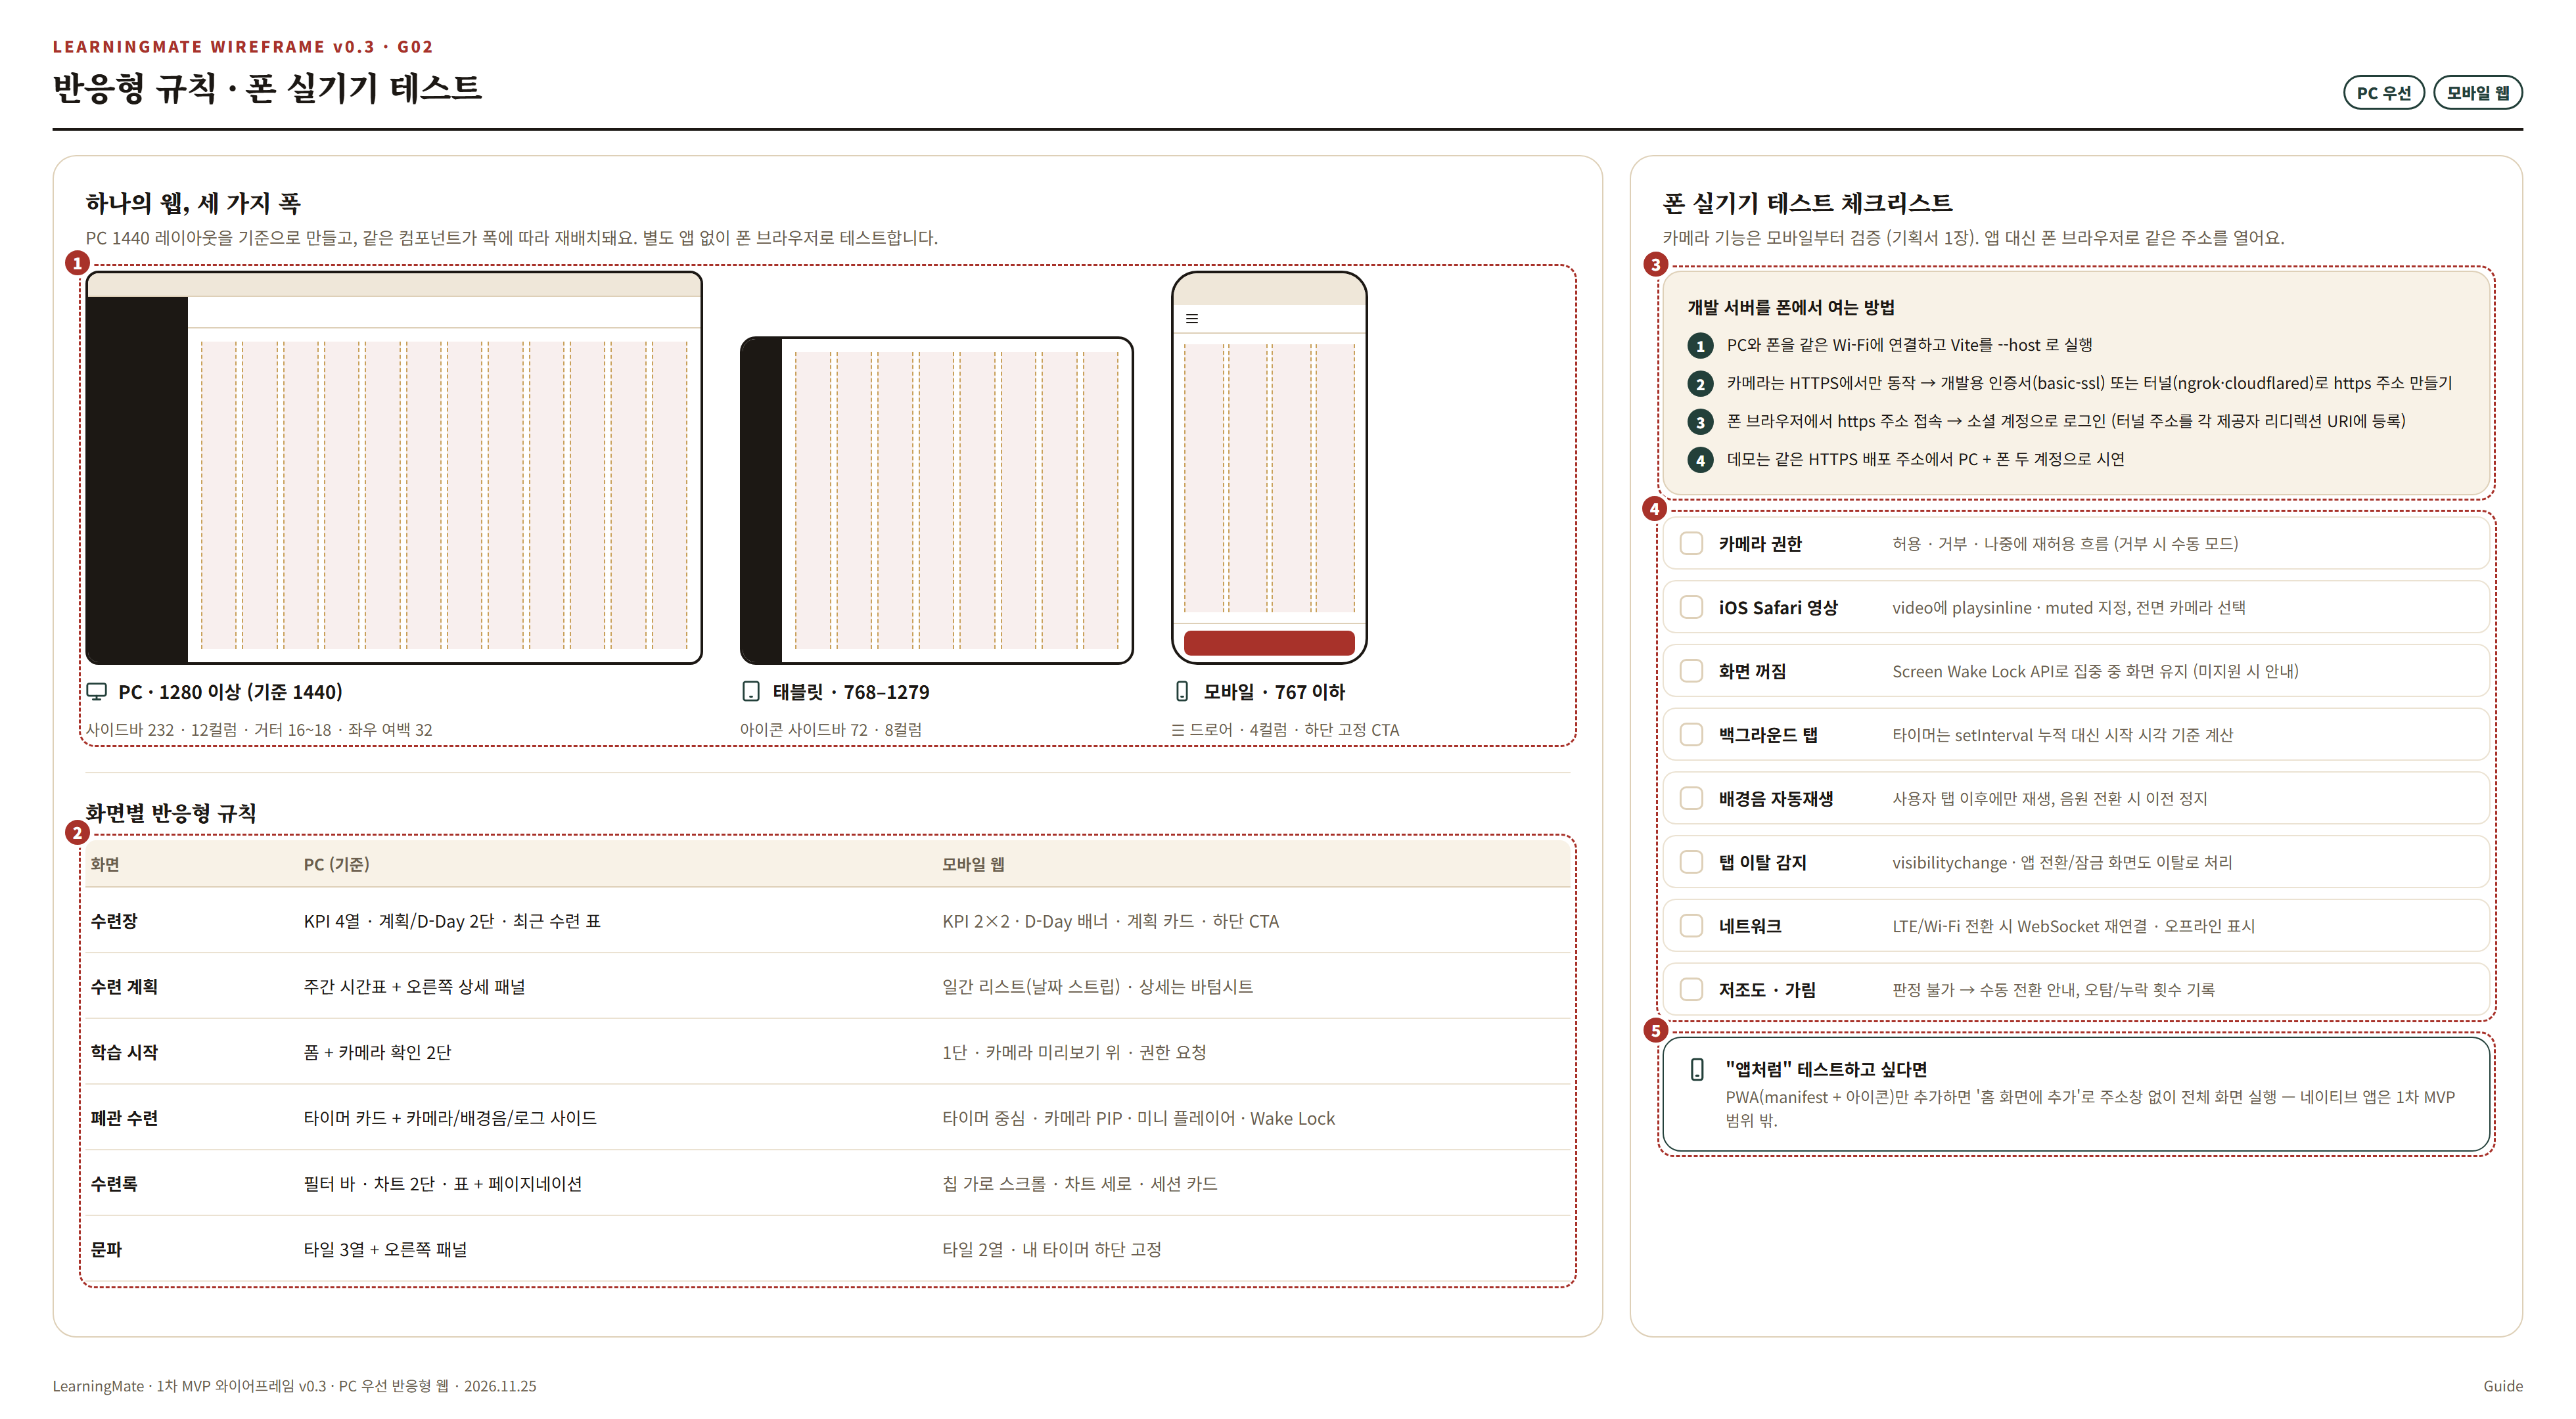 LEARNINGMATE WIREFRAME v0.3 · G02
반응형 규칙 · 폰 실기기 테스트
PC 우선
모바일 웹
하나의 웹, 세 가지 폭
PC 1440 레이아웃을 기준으로 만들고, 같은 컴포넌트가 폭에 따라 재배치돼요. 별도 앱 없이 폰 브라우저로 테스트합니다.
1
PC · 1280 이상 (기준 1440)
사이드바 232 · 12컬럼 · 거터 16~18 · 좌우 여백 32
태블릿 · 768–1279
아이콘 사이드바 72 · 8컬럼
모바일 · 767 이하
☰ 드로어 · 4컬럼 · 하단 고정 CTA
화면별 반응형 규칙
2
화면 PC (기준) 모바일 웹
수련장 KPI 4열 · 계획/D-Day 2단 · 최근 수련 표 KPI 2×2 · D-Day 배너 · 계획 카드 · 하단 CTA
수련 계획 주간 시간표 + 오른쪽 상세 패널 일간 리스트(날짜 스트립) · 상세는 바텀시트
학습 시작 폼 + 카메라 확인 2단 1단 · 카메라 미리보기 위 · 권한 요청
폐관 수련 타이머 카드 + 카메라/배경음/로그 사이드 타이머 중심 · 카메라 PIP · 미니 플레이어 · Wake Lock
수련록 필터 바 · 차트 2단 · 표 + 페이지네이션 칩 가로 스크롤 · 차트 세로 · 세션 카드
문파 타일 3열 + 오른쪽 패널 타일 2열 · 내 타이머 하단 고정
폰 실기기 테스트 체크리스트
카메라 기능은 모바일부터 검증 (기획서 1장). 앱 대신 폰 브라우저로 같은 주소를 열어요.
3
개발 서버를 폰에서 여는 방법
1 PC와 폰을 같은 Wi-Fi에 연결하고 Vite를 --host 로 실행
2 카메라는 HTTPS에서만 동작 → 개발용 인증서(basic-ssl) 또는 터널(ngrok·cloudflared)로 https 주소 만들기
3 폰 브라우저에서 https 주소 접속 → 소셜 계정으로 로그인 (터널 주소를 각 제공자 리디렉션 URI에 등록)
4 데모는 같은 HTTPS 배포 주소에서 PC + 폰 두 계정으로 시연
4
카메라 권한 허용 · 거부 · 나중에 재허용 흐름 (거부 시 수동 모드)
iOS Safari 영상 video에 playsinline · muted 지정, 전면 카메라 선택
화면 꺼짐 Screen Wake Lock API로 집중 중 화면 유지 (미지원 시 안내)
백그라운드 탭 타이머는 setInterval 누적 대신 시작 시각 기준 계산
배경음 자동재생 사용자 탭 이후에만 재생, 음원 전환 시 이전 정지
탭 이탈 감지 visibilitychange · 앱 전환/잠금 화면도 이탈로 처리
네트워크 LTE/Wi-Fi 전환 시 WebSocket 재연결 · 오프라인 표시
저조도 · 가림 판정 불가 → 수동 전환 안내, 오탐/누락 횟수 기록
5
"앱처럼" 테스트하고 싶다면
PWA(manifest + 아이콘)만 추가하면 '홈 화면에 추가'로 주소창 없이 전체 화면 실행 — 네이티브 앱은 1차 MVP
범위 밖.
LearningMate · 1차 MVP 와이어프레임 v0.3 · PC 우선 반응형 웹 · 2026.11.25
Guide